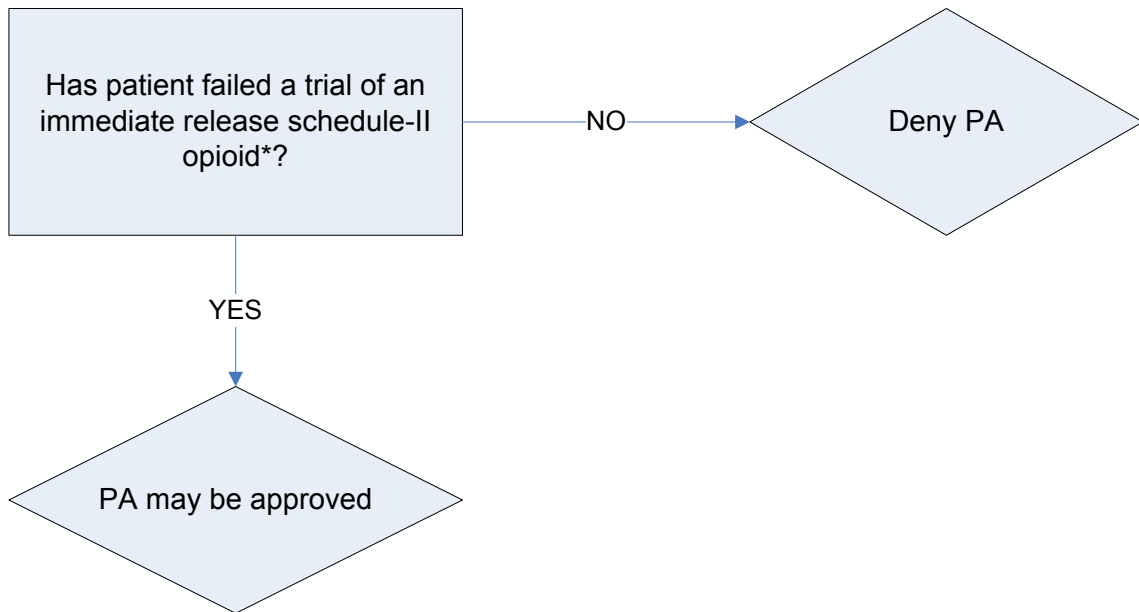 Has patient failed a trial of an
immediate release schedule-II
opioid*?
NO
Deny PA
YES
PA may be approved